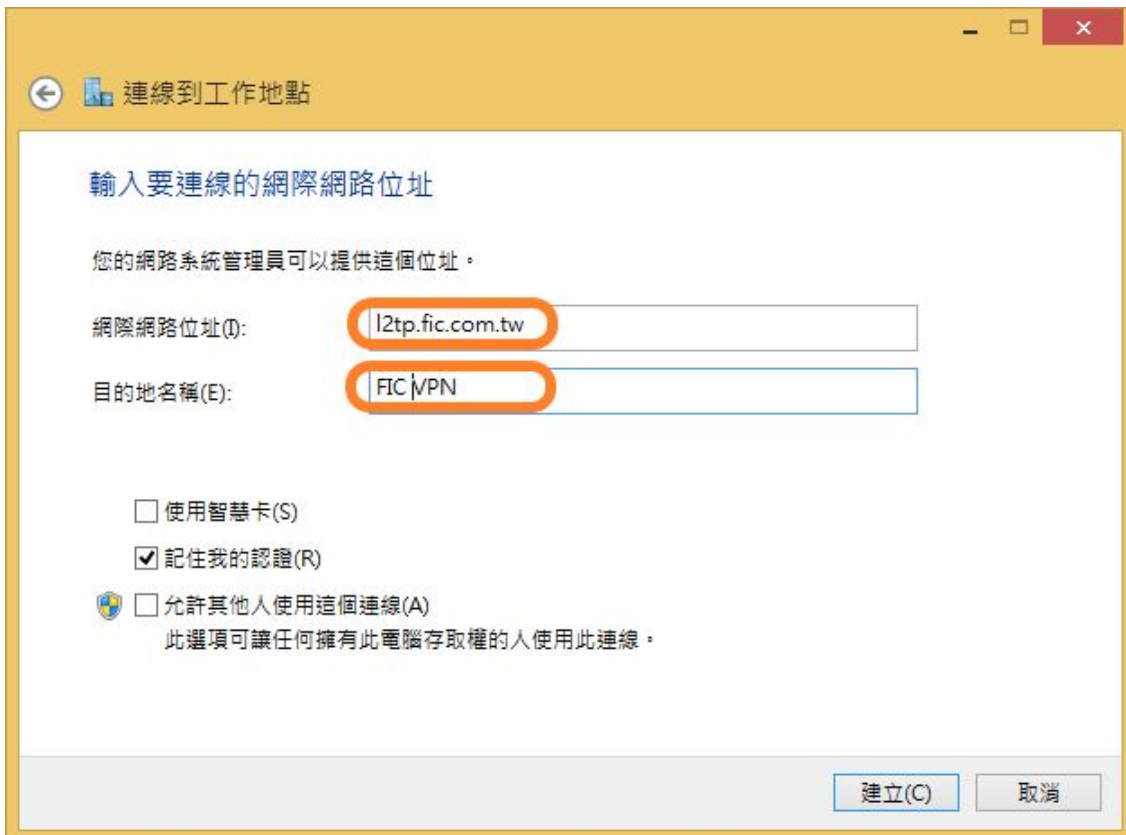 連線到工作地點
輸入要連線的網際網路位址
您的網路系統管理員可以提供這個位址。
網際網路位址(I): l2tp.fic.com.tw
目的地名稱(E): FIC VPN
使用智慧卡(S)
記住我的認證(R)
允許其他人使用這個連線(A)
此選項可讓任何擁有此電腦存取權的人使用此連線。
建立(C) 取消